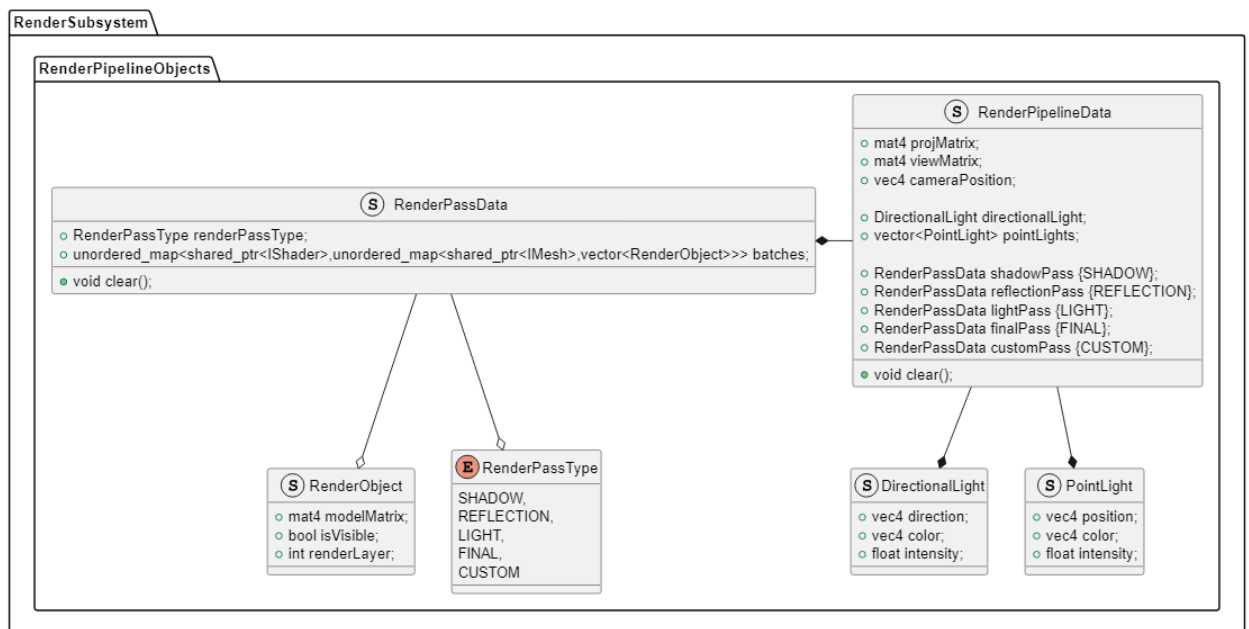 RenderSubsystem
RenderPipelineObjects
S RenderPipelineData
mat4 projMatrix;
mat4 viewMatrix;
vec4 cameraPosition;
DirectionalLight directionalLight;
vector<PointLight> pointLights;
RenderPassData shadowPass {SHADOW};
RenderPassData reflectionPass {REFLECTION};
RenderPassData lightPass {LIGHT};
RenderPassData finalPass {FINAL};
RenderPassData customPass {CUSTOM};
void clear();
S RenderPassData
RenderPassType renderPassType;
unordered_map<shared_ptr<IShader>,unordered_map<shared_ptr<IMesh>,vector<RenderObject>>> batches;
void clear();
S RenderObject
mat4 modelMatrix;
bool isVisible;
int renderLayer;
E RenderPassType
SHADOW,
REFLECTION,
LIGHT,
FINAL,
CUSTOM
S DirectionalLight
vec4 direction;
vec4 color;
float intensity;
S PointLight
vec4 position;
vec4 color;
float intensity;